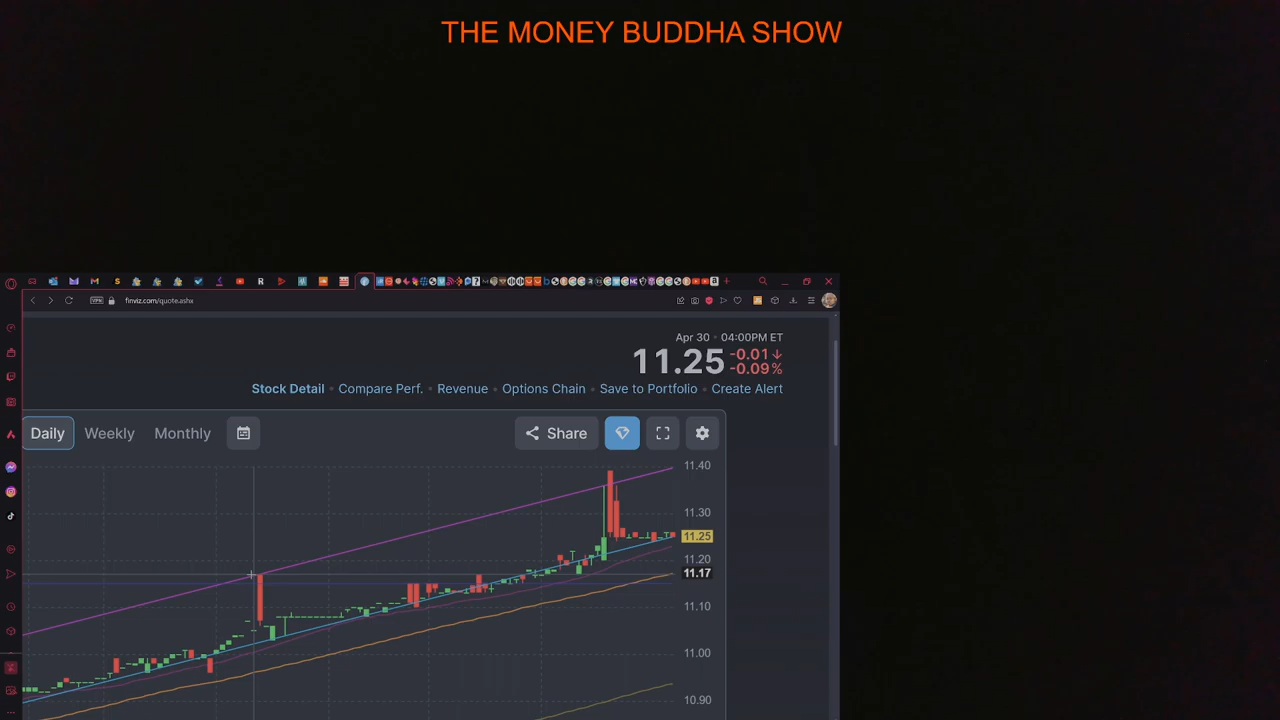 THE MONEY BUDDHA SHOW
VPN finviz.com/quote.ashx
Apr 30 • 04:00PM ET
11.25 -0.01↓
-0.09%
Stock Detail • Compare Perf. • Revenue • Options Chain • Save to Portfolio • Create Alert
Daily Weekly Monthly Share
11.40
11.30
11.25
11.20
11.17
11.10
11.00
10.90